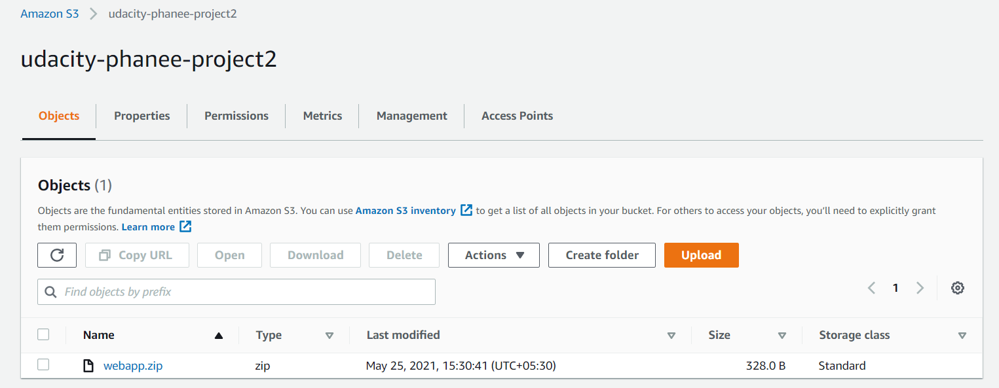 Amazon S3 > udacity-phanee-project2
udacity-phanee-project2
Objects Properties Permissions Metrics Management Access Points
Objects (1)
Objects are the fundamental entities stored in Amazon S3. You can use Amazon S3 inventory to get a list of all objects in your bucket. For others to access your objects, you'll need to explicitly grant
them permissions. Learn more
Copy URL Open Download Delete Actions Create folder Upload
Find objects by prefix
1
Name Type Last modified Size Storage class
webapp.zip zip May 25, 2021, 15:30:41 (UTC+05:30) 328.0 B Standard